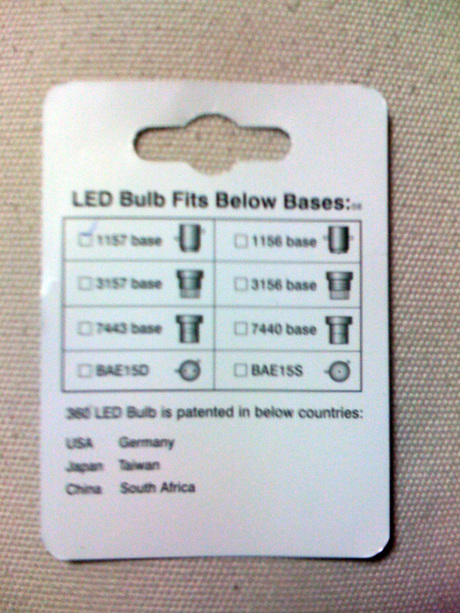 LED Bulb Fits Below Bases:
1157 base 1156 base
3157 base 3156 base
7443 base 7440 base
BAE15D BAE15S
360 LED Bulb is patented in below countries:
USA Germany
Japan Taiwan
China South Africa